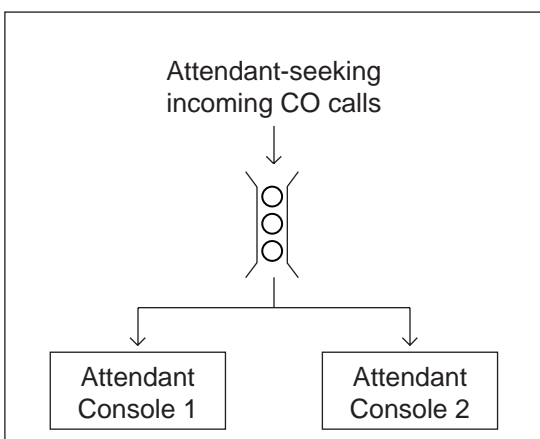 Attendant-seeking
incoming CO calls
Attendant
Console 1
Attendant
Console 2